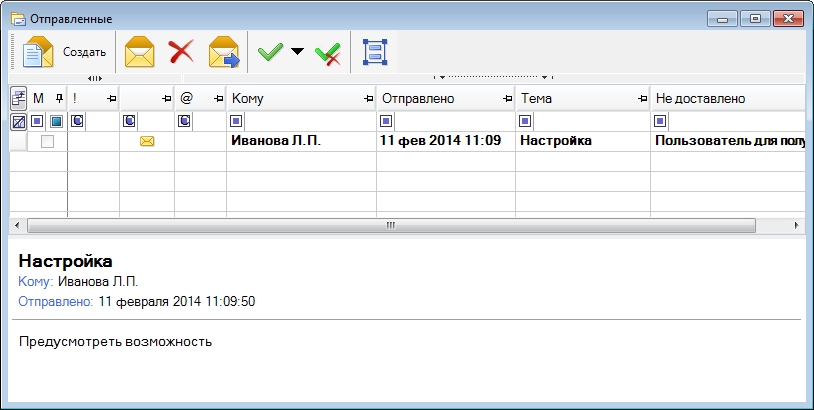 Отправленные
Создать
М ! @ Кому Отправлено Тема Не доставлено
Иванова Л.П. 11 фев 2014 11:09 Настройка Пользователь для
Настройка
Кому: Иванова Л.П.
Отправлено: 11 февраля 2014 11:09:50
Предусмотреть возможность